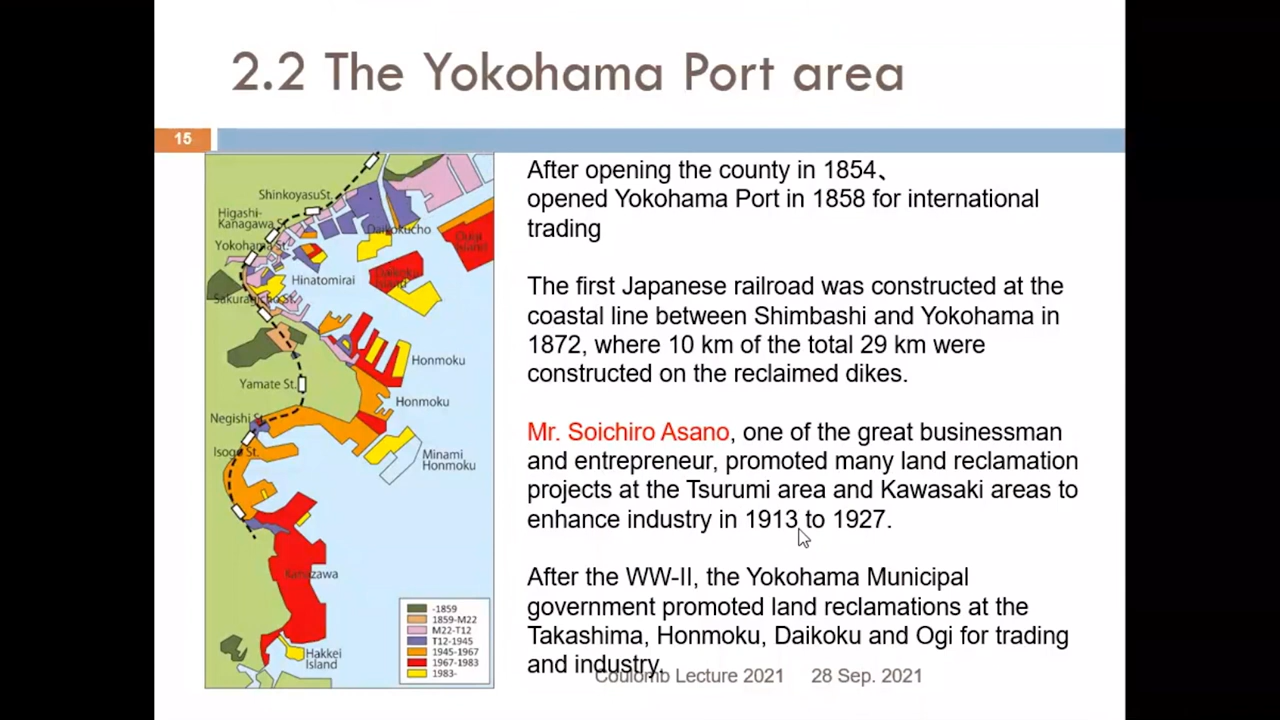 2.2 The Yokohama Port area
15
After opening the county in 1854、
opened Yokohama Port in 1858 for international
trading
The first Japanese railroad was constructed at the
coastal line between Shimbashi and Yokohama in
1872, where 10 km of the total 29 km were
constructed on the reclaimed dikes.
Mr. Soichiro Asano, one of the great businessman
and entrepreneur, promoted many land reclamation
projects at the Tsurumi area and Kawasaki areas to
enhance industry in 1913 to 1927.
After the WW-II, the Yokohama Municipal
government promoted land reclamations at the
Takashima, Honmoku, Daikoku and Ogi for trading
and industry.
ShinkoyasuSt.
Higashi-
Kanagawa St.
Yokohama St.
Sakuragicho St.
Hinatomirai
Daikokucho
Daikoku
Island
Island
Honmoku
Yamate St.
Honmoku
Negishi St.
Isogo St.
Minami
Honmoku
Kanazawa
Hakkei
Island
-1859
1859-M22
M22-T12
T12-1945
1945-1967
1967-1983
1983-
Coulomb Lecture 2021 28 Sep. 2021